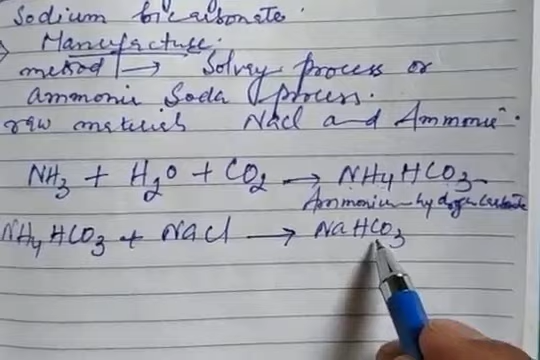 Sodium bicarbonate.
Manufacture.
method → Solvay process or
ammonia Soda process.
raw materials NaCl and Ammonia.
NH3 + H2O + CO2 → NH4HCO3
Ammonium hydrogen carbonate
NH4HCO3 + NaCl → NaHCO3